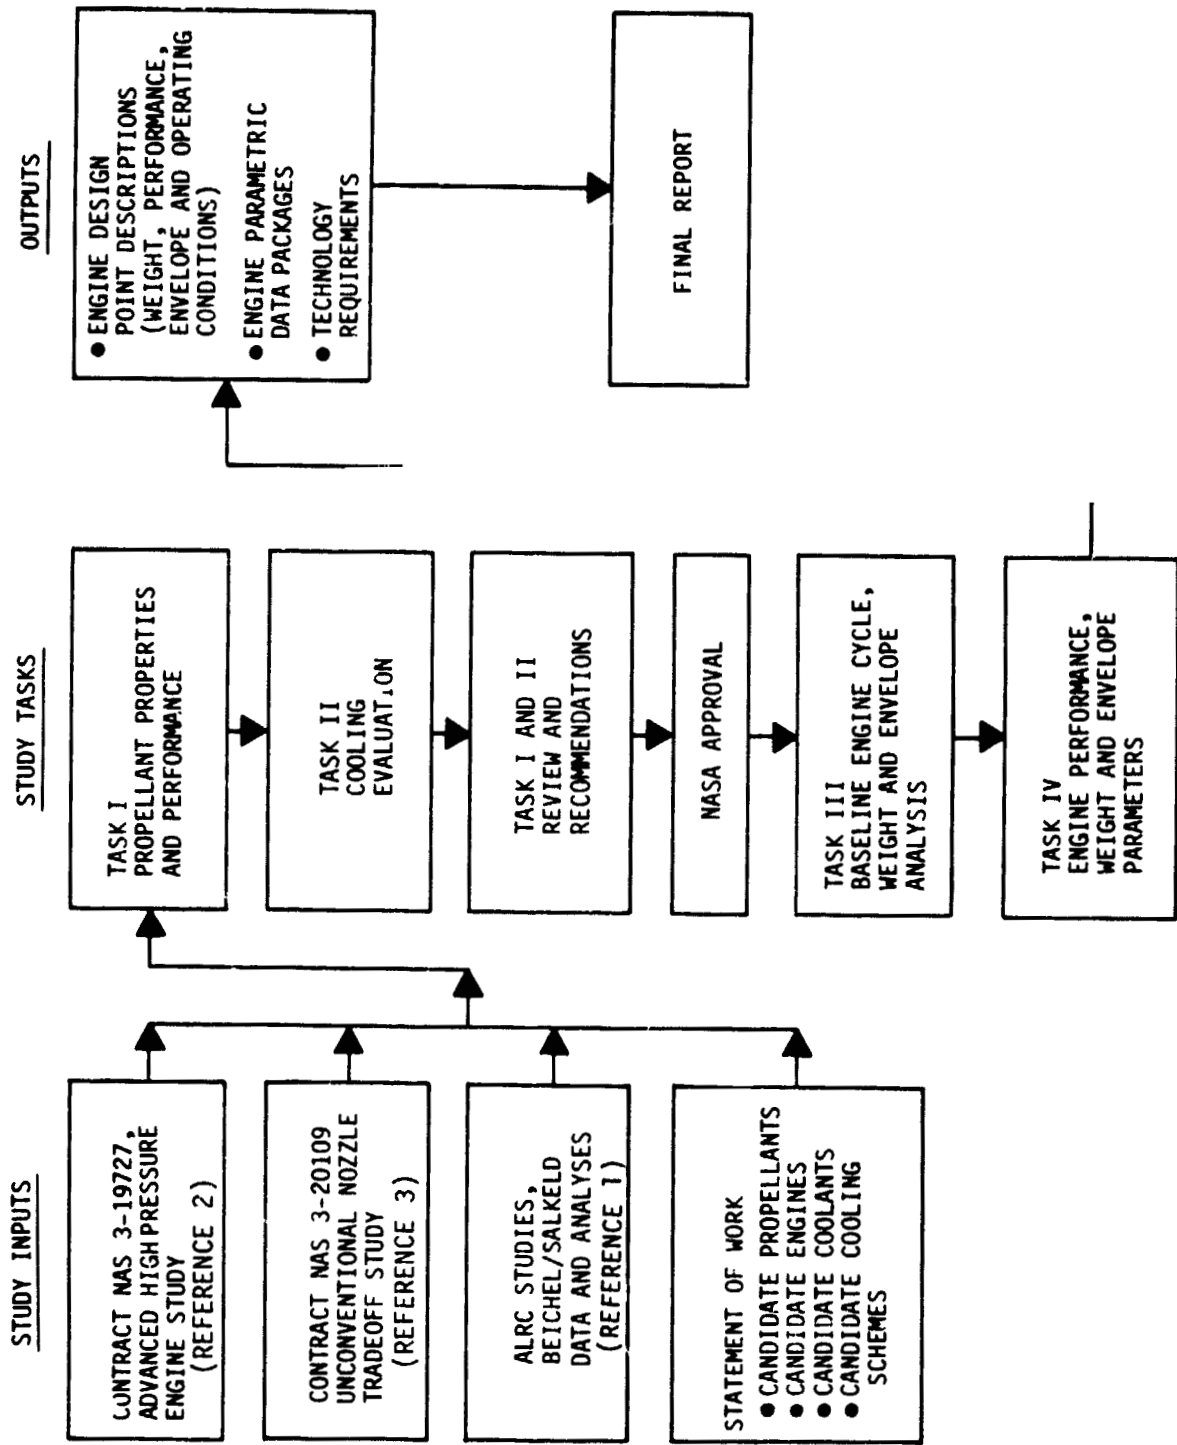 STUDY INPUTS
CONTRACT NAS 3-19727,
ADVANCED HIGH PRESSURE
ENGINE STUDY
(REFERENCE 2)
CONTRACT NAS 3-20109
UNCONVENTIONAL NOZZLE
TRADEOFF STUDY
(REFERENCE 3)
ALRC STUDIES,
BEICHEL/SALKELD
DATA AND ANALYSES
(REFERENCE 1)
STATEMENT OF WORK
● CANDIDATE PROPELLANTS
● CANDIDATE ENGINES
● CANDIDATE COOLANTS
● CANDIDATE COOLING
SCHEMES
STUDY TASKS
TASK I
PROPELLANT PROPERTIES
AND PERFORMANCE
TASK II
COOLING
EVALUATION
TASK I AND II
REVIEW AND
RECOMMENDATIONS
NASA APPROVAL
TASK III
BASELINE ENGINE CYCLE,
WEIGHT AND ENVELOPE
ANALYSIS
TASK IV
ENGINE PERFORMANCE,
WEIGHT AND ENVELOPE
PARAMETERS
OUTPUTS
● ENGINE DESIGN
POINT DESCRIPTIONS
(WEIGHT, PERFORMANCE,
ENVELOPE AND OPERATING
CONDITIONS)
● ENGINE PARAMETRIC
DATA PACKAGES
● TECHNOLOGY
REQUIREMENTS
FINAL REPORT